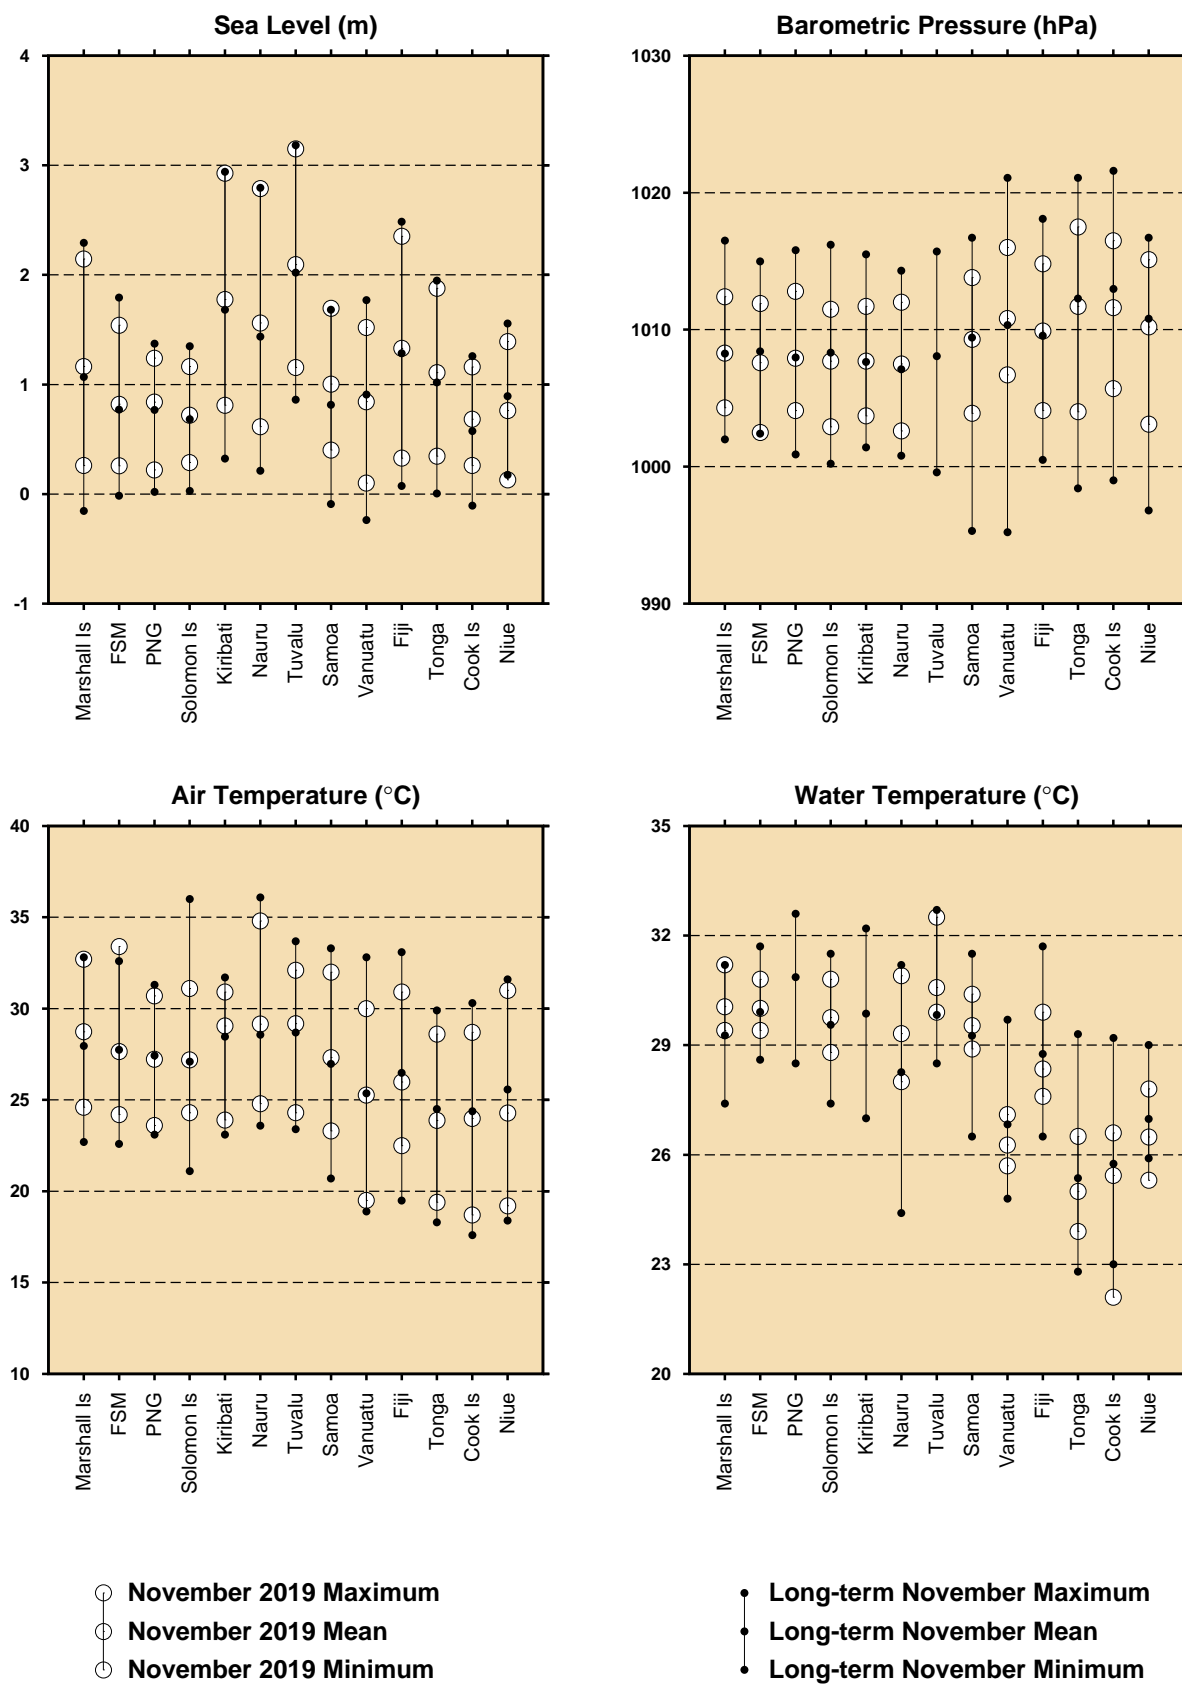 Sea Level (m)
4
3
2
1
0
-1
Marshall Is
FSM
PNG
Solomon Is
Kiribati
Nauru
Tuvalu
Samoa
Vanuatu
Fiji
Tonga
Cook Is
Niue
Barometric Pressure (hPa)
1030
1020
1010
1000
990
Marshall Is
FSM
PNG
Solomon Is
Kiribati
Nauru
Tuvalu
Samoa
Vanuatu
Fiji
Tonga
Cook Is
Niue
Air Temperature (°C)
40
35
30
25
20
15
10
Marshall Is
FSM
PNG
Solomon Is
Kiribati
Nauru
Tuvalu
Samoa
Vanuatu
Fiji
Tonga
Cook Is
Niue
Water Temperature (°C)
35
32
29
26
23
20
Marshall Is
FSM
PNG
Solomon Is
Kiribati
Nauru
Tuvalu
Samoa
Vanuatu
Fiji
Tonga
Cook Is
Niue
November 2019 Maximum
November 2019 Mean
November 2019 Minimum
Long-term November Maximum
Long-term November Mean
Long-term November Minimum